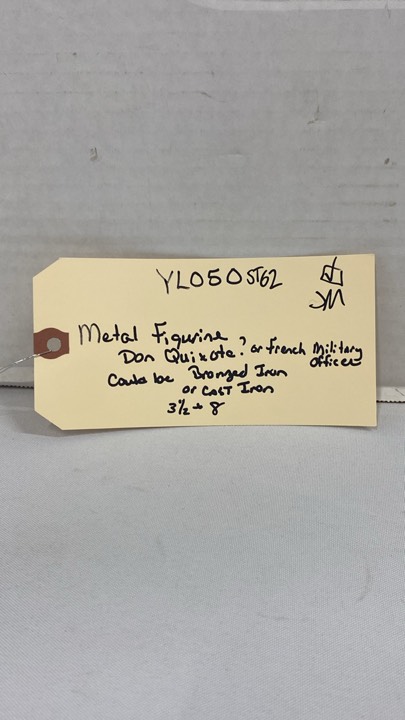 YL050ST62
Metal Figurine
Don Quixote? or French Military
Officer
Could be Bronzed Iron
or CAST Iron
3½ + 8